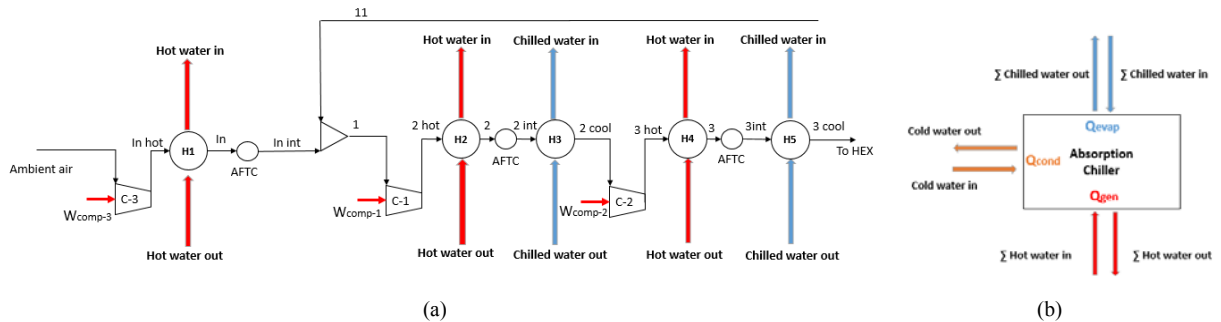 11
Hot water in
Hot water in
Chilled water in
Hot water in
Chilled water in
In hot
H1
In
In int
AFTC
Ambient air
C-3
Wcomp-3
Hot water out
1
C-1
Wcomp-1
2 hot
H2
2
2 int
AFTC
H3
2 cool
C-2
Wcomp-2
3 hot
H4
3
3int
AFTC
H5
3 cool
To HEX
Hot water out
Chilled water out
Hot water out
Chilled water out
(a)
∑ Chilled water out
∑ Chilled water in
Qevap
Cold water out
Qcond
Absorption
Chiller
Cold water in
Qgen
∑ Hot water in
∑ Hot water out
(b)